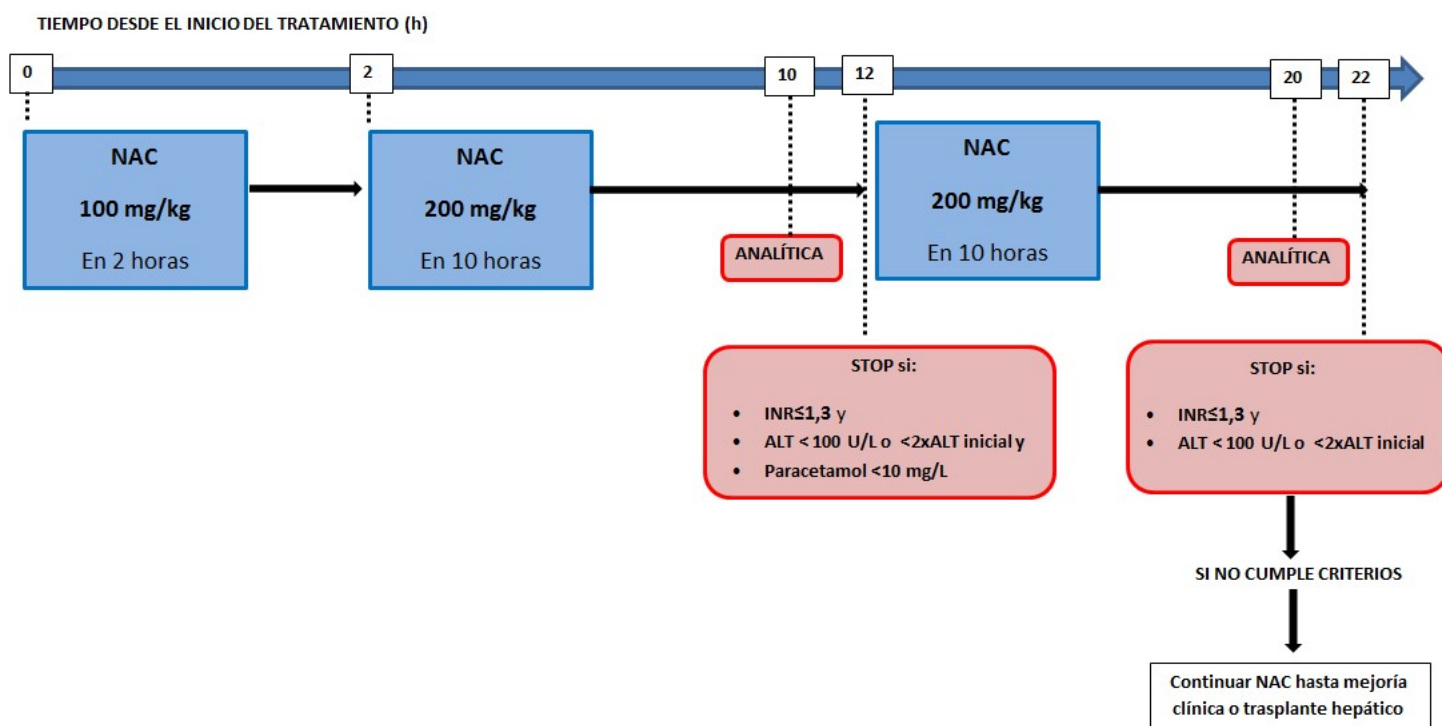 TIEMPO DESDE EL INICIO DEL TRATAMIENTO (h)
0
2
10
12
20
22
NAC
100 mg/kg
En 2 horas
NAC
200 mg/kg
En 10 horas
ANALÍTICA
NAC
200 mg/kg
En 10 horas
ANALÍTICA
STOP si:
• INR≤1,3 y
• ALT < 100 U/L o <2xALT inicial y
• Paracetamol <10 mg/L
STOP si:
• INR≤1,3 y
• ALT < 100 U/L o <2xALT inicial
SI NO CUMPLE CRITERIOS
Continuar NAC hasta mejoría
clínica o trasplante hepático